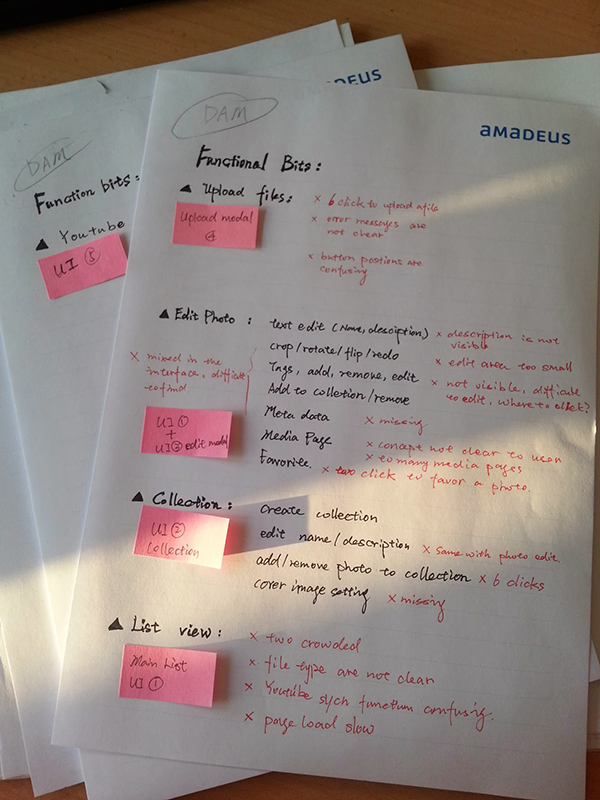 DEUS
DAM
Function bits:
▲ Youtube
UI ⑤
DAM
amadeus
Functional Bits:
▲ Upload files:
Upload modal
④
x 6 click to upload a file
x error messages are
not clear
x button postions are
confusing
▲ Edit Photo :
x mixed in the
interface, difficult
to find.
UI ①
+
UI ③ edit modal
text edit (Name, desciption) x description is not
visible
crop/rotate/flip/redo x edit area too small
Tags, add, remove, edit x not visible, difficult
to edit, where to click?
Add to collection/remove
Meta data x missing
Media Page x concept not clear to user
x to many media pages
Favorite. x two click to favor a photo.
▲ Collection :
UI ②
Collection
Create collection
edit name/description x same with photo edit.
add/remove photo to collection x 6 clicks
cover image setting x missing
▲ List view :
Main List
UI ①
x two crowded
x file type are not clear
x Youtube sych function confusing.
x page load slow